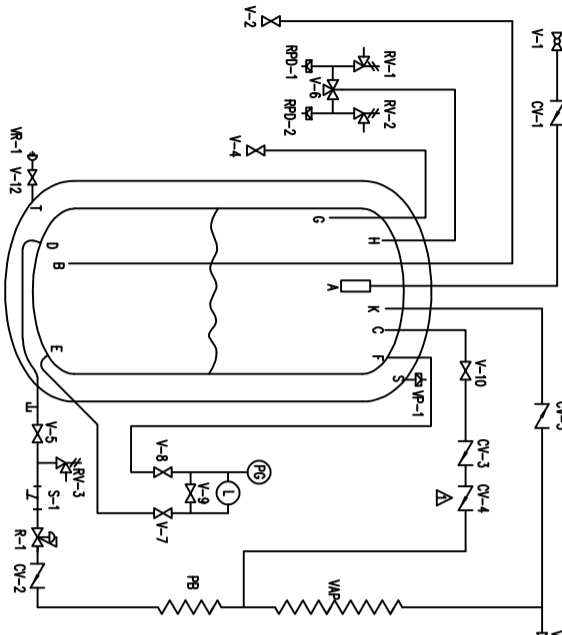 V-1
V-2
CV-1
RPD-1
RV-1
V-6
RPD-2
RV-2
V-4
VR-1
V-12
T
G
H
D
B
A
K
C
E
F
S
VP-1
V-10
V-5
RV-3
V-8
PG
V-9
L
V-7
CV-3
CV-4
S-1
R-1
CV-2
PB
VAP